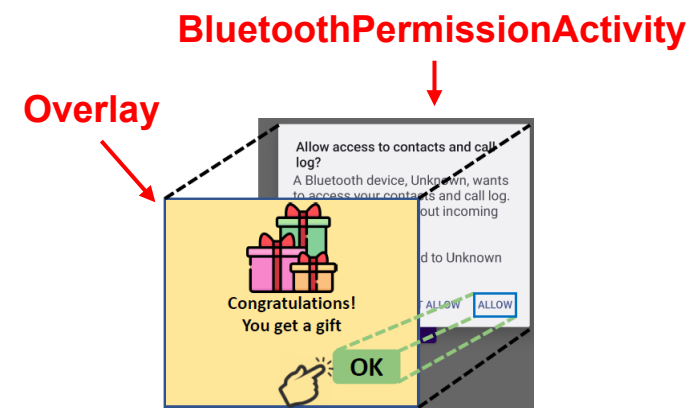 BluetoothPermissionActivity
Overlay
Allow access to contacts and call
log?
A Bluetooth device, Unknown, wants
to access your contacts and call log.
out incoming
d to Unknown
ALLOW
ALLOW
Congratulations!
You get a gift
OK